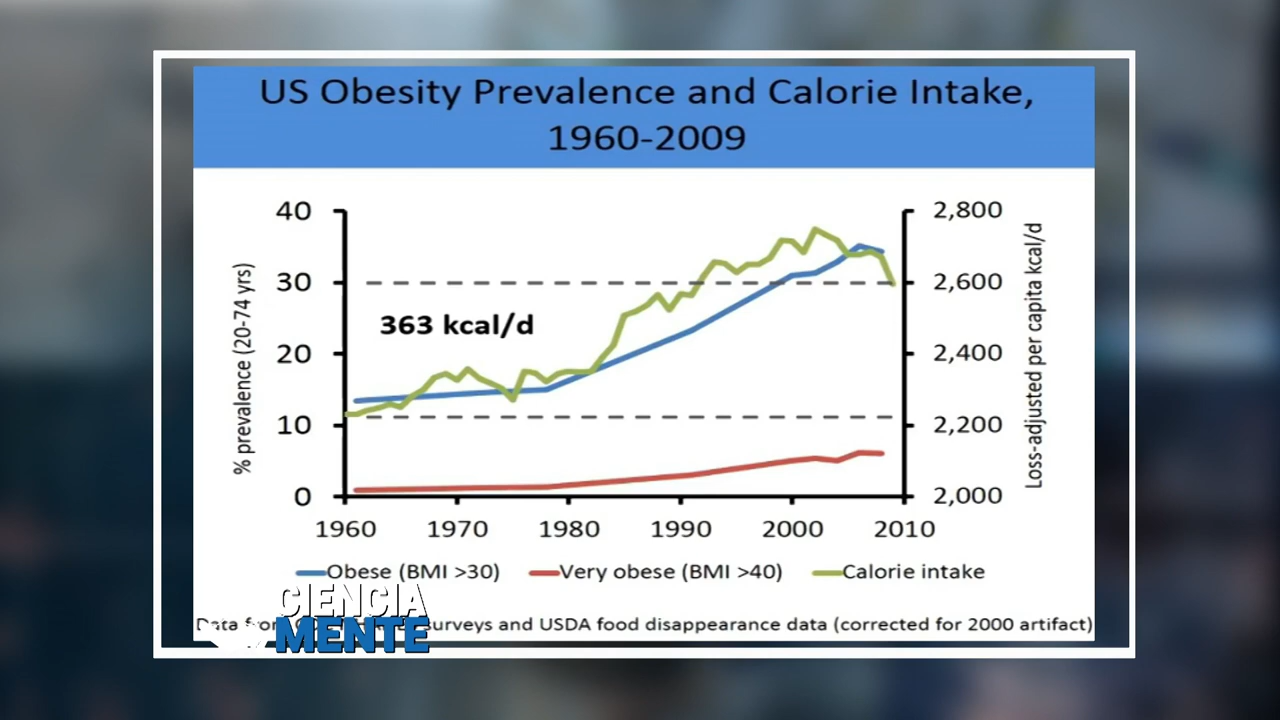 US Obesity Prevalence and Calorie Intake,
1960-2009
40
30
20
10
0
% prevalence (20-74 yrs)
363 kcal/d
2,800
2,600
2,400
2,200
2,000
Loss-adjusted per capita kcal/d
1960 1970 1980 1990 2000 2010
Obese (BMI >30) Very obese (BMI >40) Calorie intake
Data surveys and USDA food disappearance data (corrected for 2000 artifact)
CIENCIA
MENTE